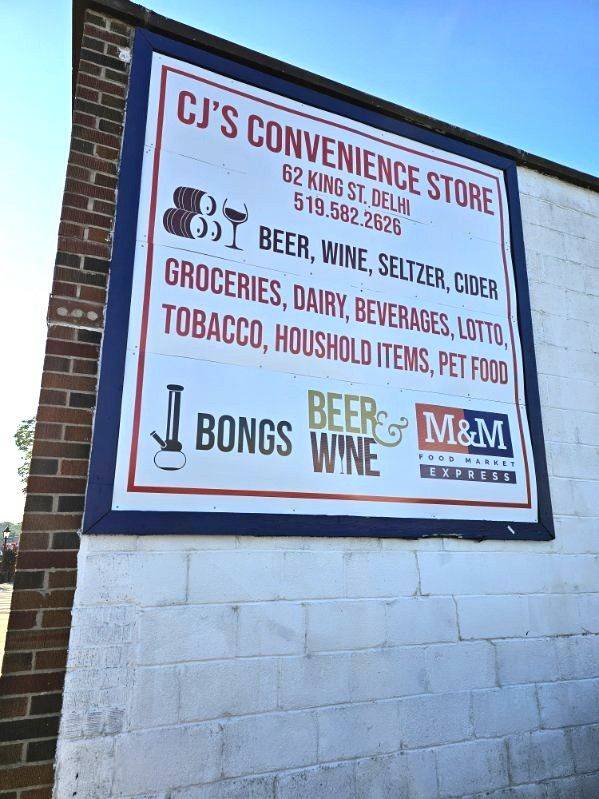 CJ'S CONVENIENCE STORE
62 KING ST. DELHI
519.582.2626
BEER, WINE, SELTZER, CIDER
GROCERIES, DAIRY, BEVERAGES, LOTTO,
TOBACCO, HOUSHOLD ITEMS, PET FOOD
BONGS
BEER &
WINE
M&M
FOOD MARKET
EXPRESS